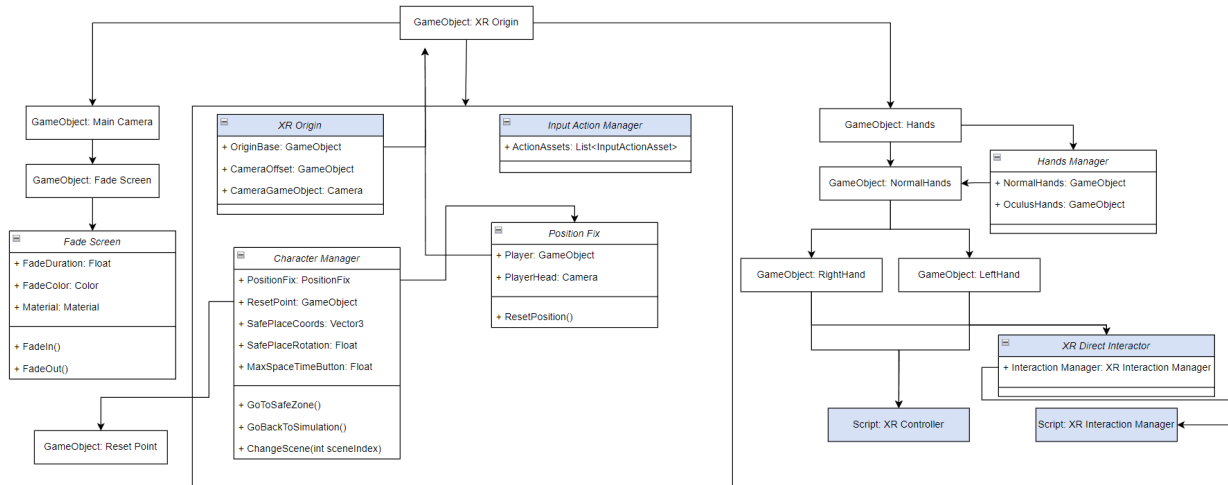 GameObject: XR Origin
GameObject: Main Camera
GameObject: Fade Screen
Fade Screen
+ FadeDuration: Float
+ FadeColor: Color
+ Material: Material
+ FadeIn()
+ FadeOut()
GameObject: Reset Point
XR Origin
+ OriginBase: GameObject
+ CameraOffset: GameObject
+ CameraGameObject: Camera
Input Action Manager
+ ActionAssets: List<InputActionAsset>
Character Manager
+ PositionFix: PositionFix
+ ResetPoint: GameObject
+ SafePlaceCoords: Vector3
+ SafePlaceRotation: Float
+ MaxSpaceTimeButton: Float
+ GoToSafeZone()
+ GoBackToSimulation()
+ ChangeScene(int sceneIndex)
Position Fix
+ Player: GameObject
+ PlayerHead: Camera
+ ResetPosition()
GameObject: Hands
Hands Manager
+ NormalHands: GameObject
+ OculusHands: GameObject
GameObject: NormalHands
GameObject: RightHand
GameObject: LeftHand
XR Direct Interactor
+ Interaction Manager: XR Interaction Manager
Script: XR Controller
Script: XR Interaction Manager